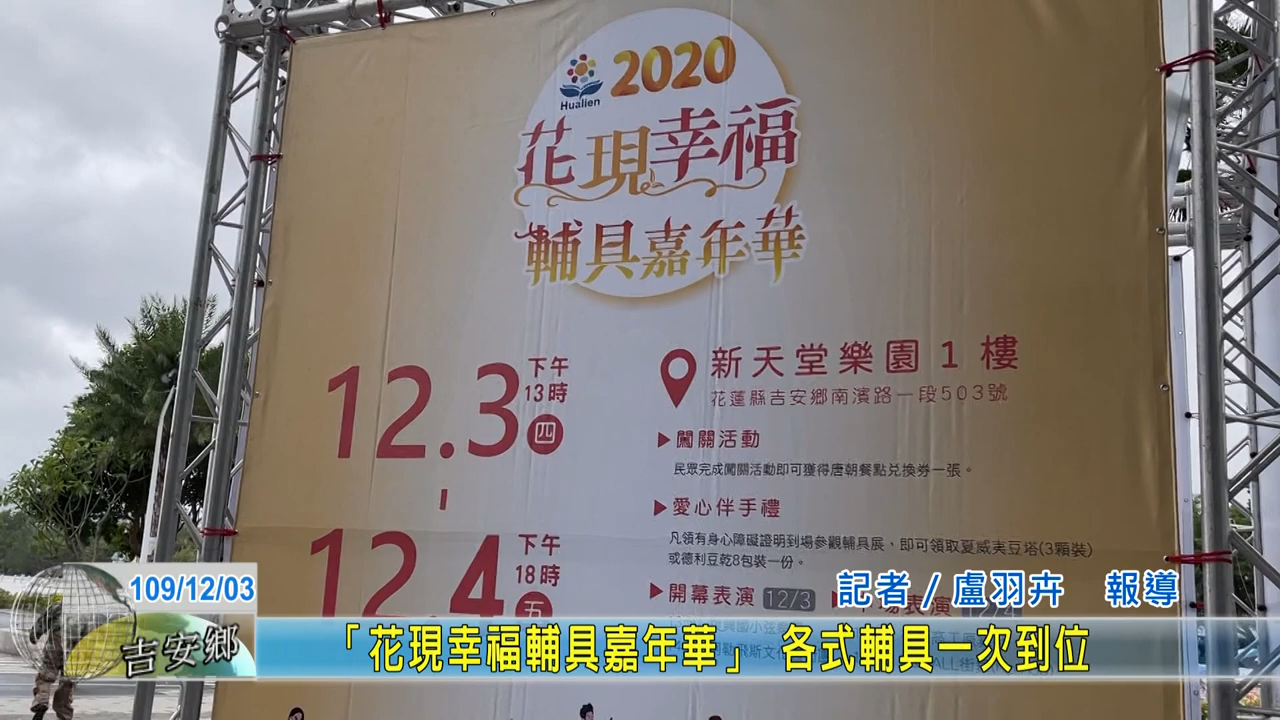 2020
Hualien
花現幸福
輔具嘉年華
12.3 下午 13時 四
12.4 下午 18時 五
新天堂樂園1樓
花蓮縣吉安鄉南濱路一段503號
▶闖關活動
民眾完成闖關活動即可獲得唐朝餐點兌換券一張。
▶愛心伴手禮
凡領有身心障礙證明到場參觀輔具展，即可領取夏威夷豆塔(3顆裝)
或德利豆乾8包裝一份。
▶開幕表演 12/3
表演 12/4
109/12/03
記者/盧羽卉 報導
吉安鄉
「花現幸福輔具嘉年華」 各式輔具一次到位